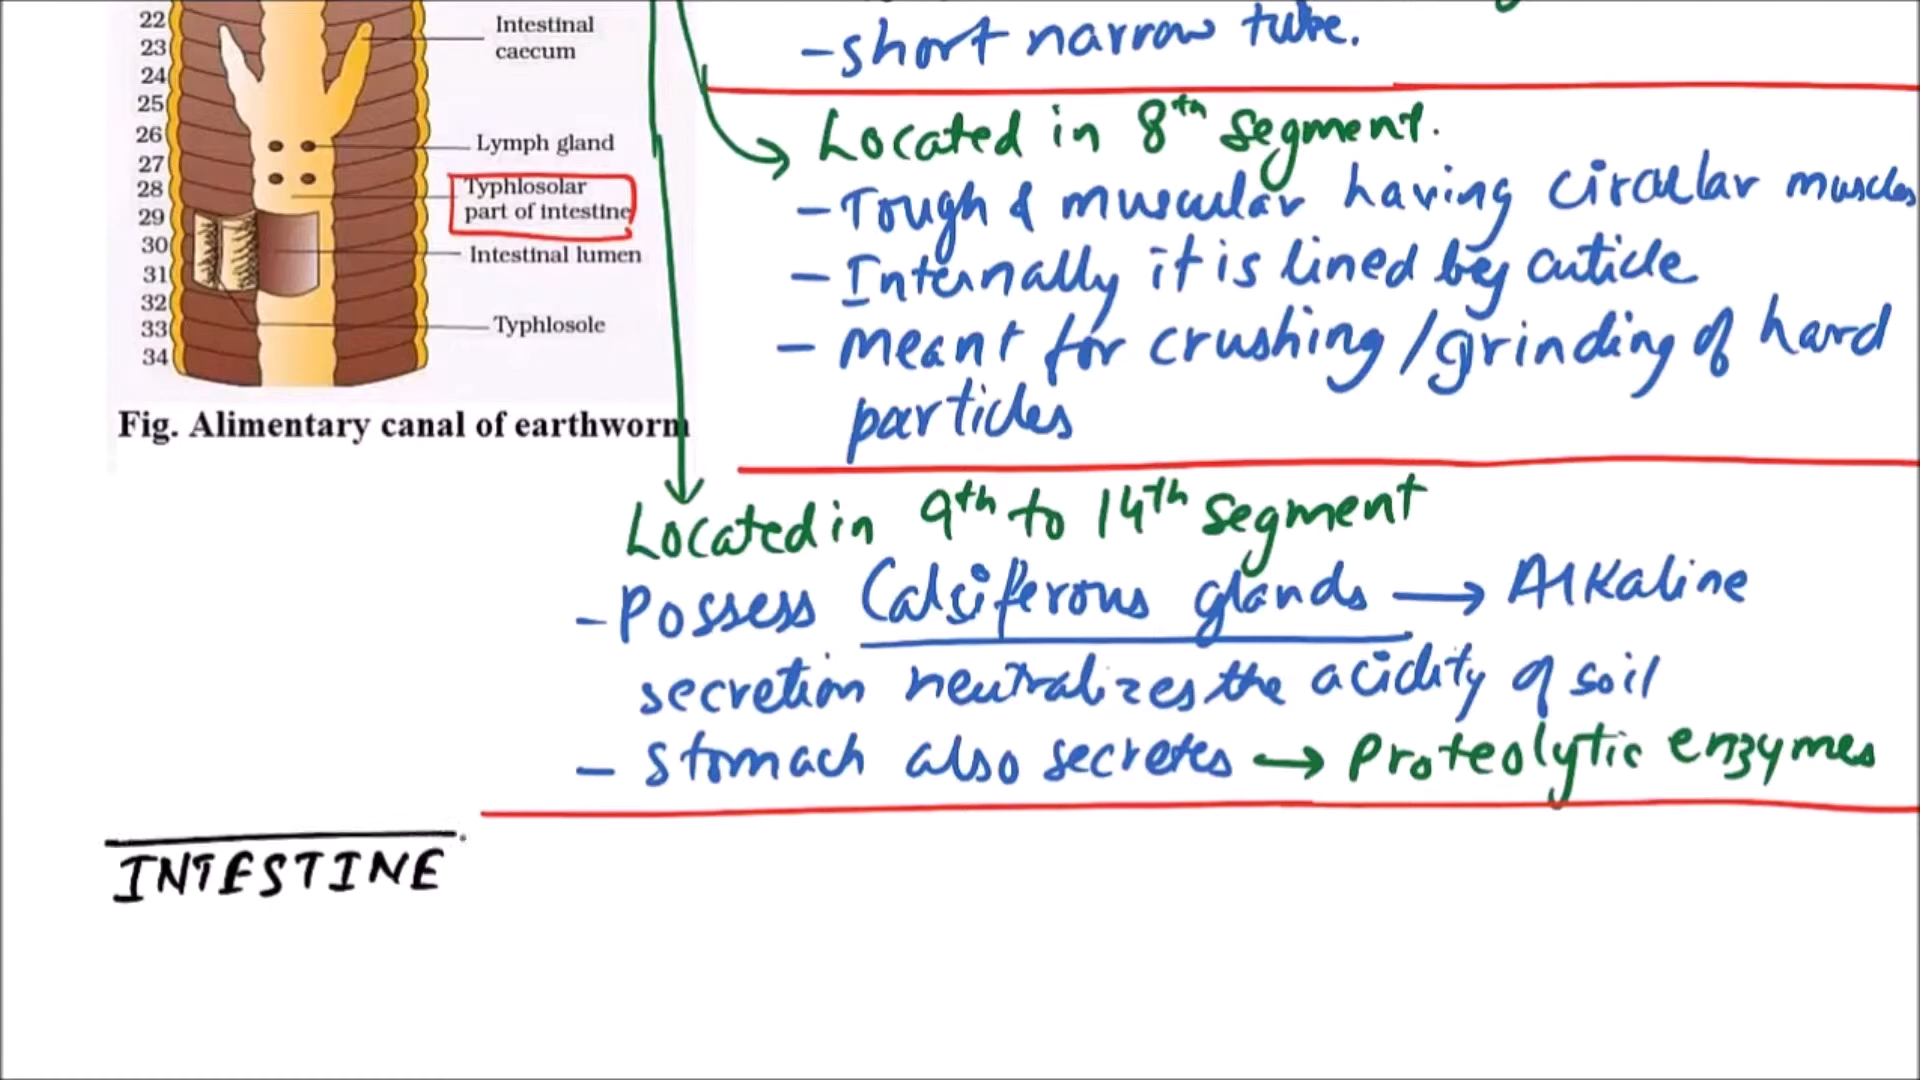 22
23
24
25
26
27
28
29
30
31
32
33
34
Intestinal
caecum
Lymph gland
Typhlosolar
part of intestine
Intestinal lumen
Typhlosole
Fig. Alimentary canal of earthworm
- short narrow tube.
Located in 8th segment.
- Tough & muscular having circular muscles
- Internally it is lined by cuticle
- meant for crushing / grinding of hard
particles
Located in 9th to 14th segment
- Possess Calciferous glands → Alkaline
secretion neutralizes the acidity of soil
- stomach also secretes → Proteolytic enzymes
INTESTINE